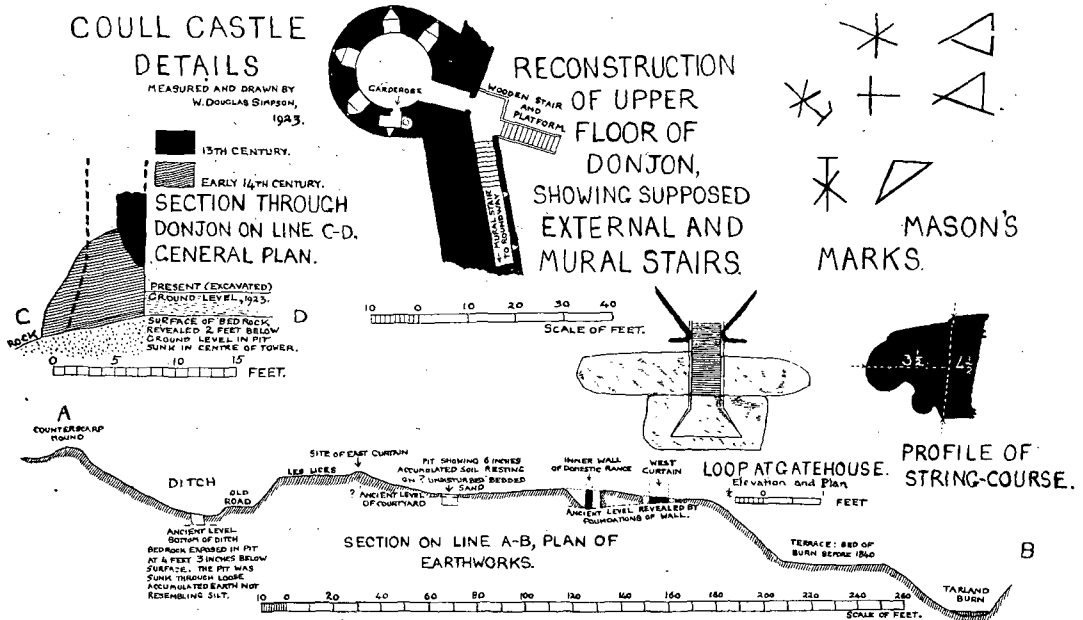 COULL CASTLE
DETAILS
MEASURED AND DRAWN BY
W. DOUGLAS SIMPSON,
1923.
13TH CENTURY.
EARLY 14TH CENTURY.
SECTION THROUGH
DONJON ON LINE C-D.
GENERAL PLAN.
PRESENT (EXCAVATED)
GROUND LEVEL, 1923.
C
D
ROCK
SURFACE OF BED ROCK,
REVEALED 2 FEET BELOW
GROUND LEVEL IN PIT
SUNK IN CENTRE OF TOWER.
0 5 10 15
FEET.
GARDEROBE
WOODEN STAIR
AND
PLATFORM
MURAL STAIR
TO ROUNDWAY
RECONSTRUCTION
OF UPPER
FLOOR OF
DONJON,
SHOWING SUPPOSED
EXTERNAL AND
MURAL STAIRS.
10 0 10 20 30 40
SCALE OF FEET.
MASON'S
MARKS.
LOOP AT GATEHOUSE.
Elevation and Plan
0
FEET
3½
4½
PROFILE OF
STRING-COURSE.
A
COUNTERSCARP
MOUND
DITCH
OLD
ROAD
LES LICES
SITE OF EAST CURTAIN
PIT SHOWING 6 INCHES
ACCUMULATED SOIL RESTING
ON ? UNDISTURBED BEDDED
SAND
? ANCIENT LEVEL
OF COURTYARD
INNER WALL
OF DOMESTIC RANGE
WEST
CURTAIN
ANCIENT LEVEL REVEALED BY
FOUNDATIONS OF WALL.
ANCIENT LEVEL
BOTTOM OF DITCH
BEDROCK EXPOSED IN PIT
AT 4 FEET 3 INCHES BELOW
SURFACE. THE PIT WAS
SUNK THROUGH LOOSE
ACCUMULATED EARTH NOT
RESEMBLING SILT.
SECTION ON LINE A-B, PLAN OF
EARTHWORKS.
TERRACE: BED OF
BURN BEFORE 1840
B
TARLAND
BURN
10 0 20 40 60 80 100 120 140 160 180 200 220 240 260
SCALE OF FEET.